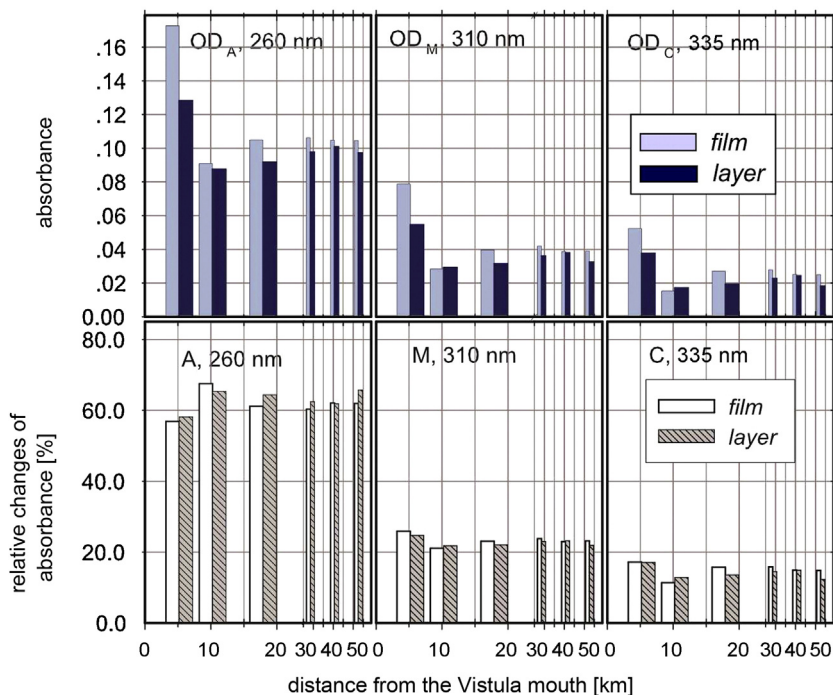 OD A, 260 nm
OD M, 310 nm
OD C, 335 nm
.16
.14
.12
.10
.08
.06
.04
.02
0.00
absorbance
film
layer
80.0
60.0
40.0
20.0
0.0
relative changes of
absorbance [%]
A, 260 nm
M, 310 nm
C, 335 nm
film
layer
0 10 20 30 40 50 0 10 20 30 40 50 0 10 20 30 40 50
distance from the Vistula mouth [km]